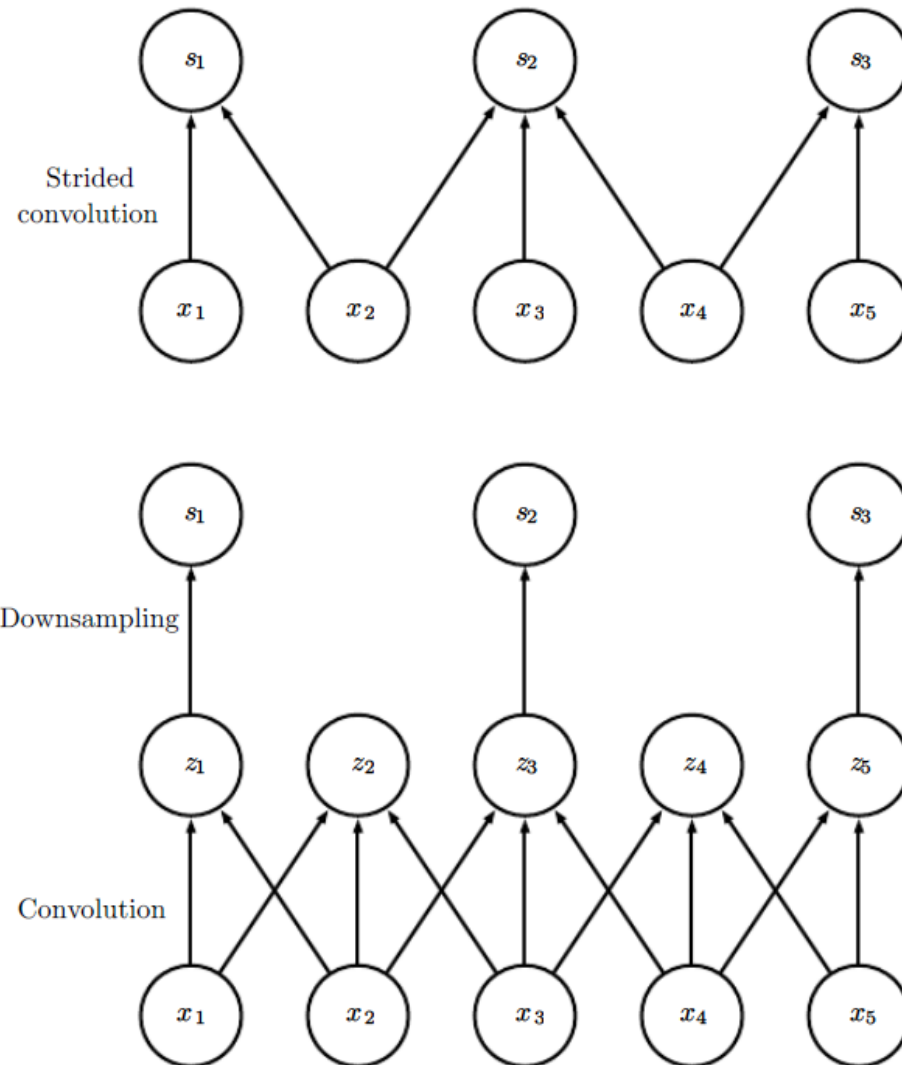 s₁ s₂ s₃
Strided
convolution
x₁ x₂ x₃ x₄ x₅
s₁ s₂ s₃
Downsampling
z₁ z₂ z₃ z₄ z₅
Convolution
x₁ x₂ x₃ x₄ x₅